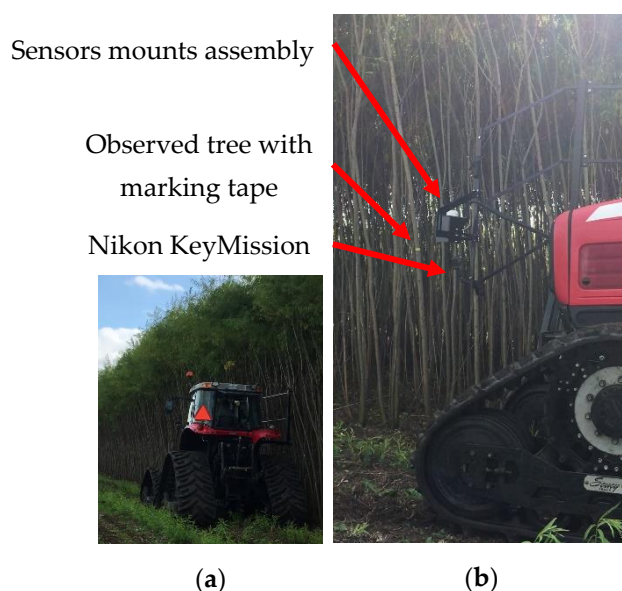 Sensors mounts assembly
Observed tree with
marking tape
Nikon KeyMission
(a)
(b)